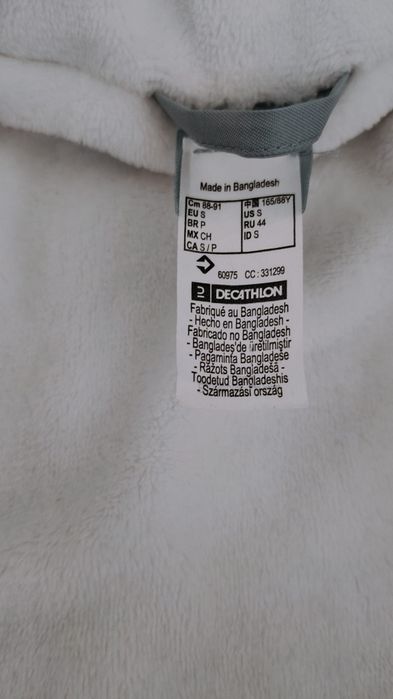 Made in Bangladesh
Cm 88-91 中国 165/88Y
EU S US S
BR P RU 44
MX CH ID S
CA S / P
60975 CC : 331299
DECATHLON
Fabriqué au Bangladesh
- Hecho en Bangladesh -
Fabricado no Bangladesh
- Banglades'de üretilmiştir
- Pagaminta Bangladeše
- Ražots Bangladešā -
Toodetud Bangladeshis
- Származási ország